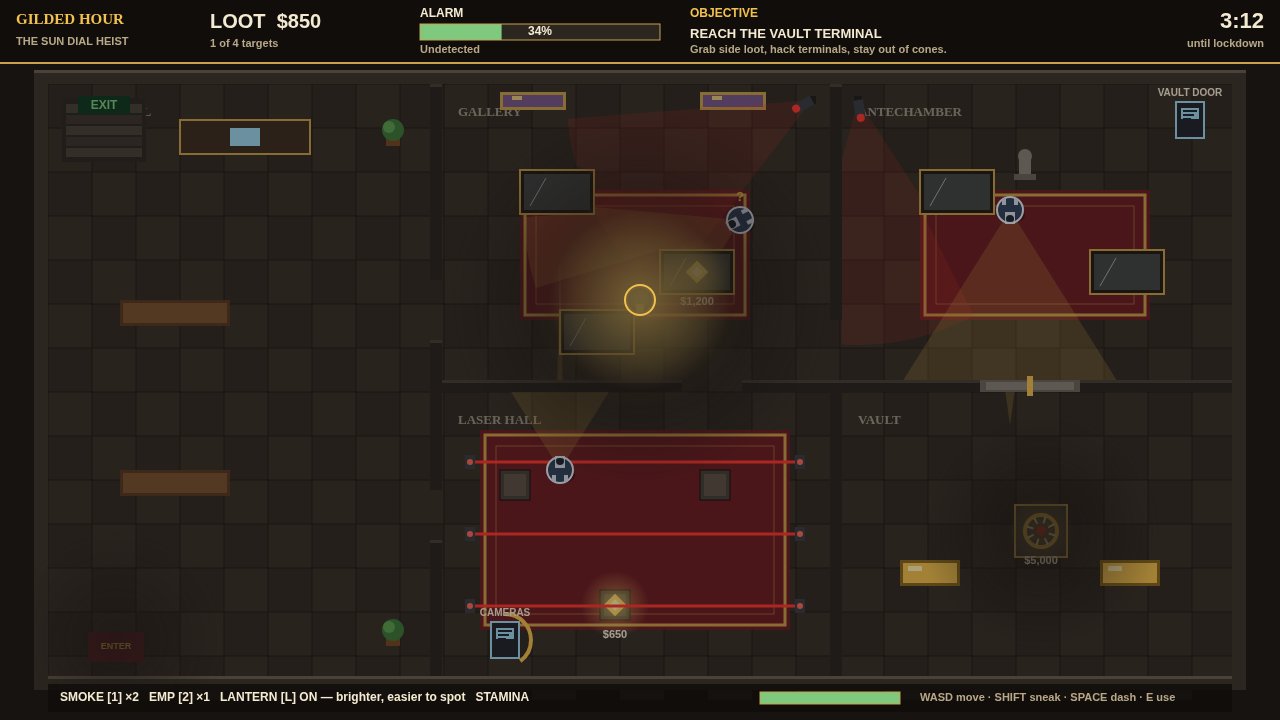 GILDED HOUR
THE SUN DIAL HEIST
LOOT $850
1 of 4 targets
ALARM
34%
Undetected
OBJECTIVE
REACH THE VAULT TERMINAL
Grab side loot, hack terminals, stay out of cones.
3:12
until lockdown
EXIT
GALLERY
ANTECHAMBER
VAULT DOOR
?
$1,200
LASER HALL
VAULT
$5,000
CAMERAS
$650
ENTER
SMOKE [1] ×2 EMP [2] ×1 LANTERN [L] ON — brighter, easier to spot STAMINA
WASD move · SHIFT sneak · SPACE dash · E use